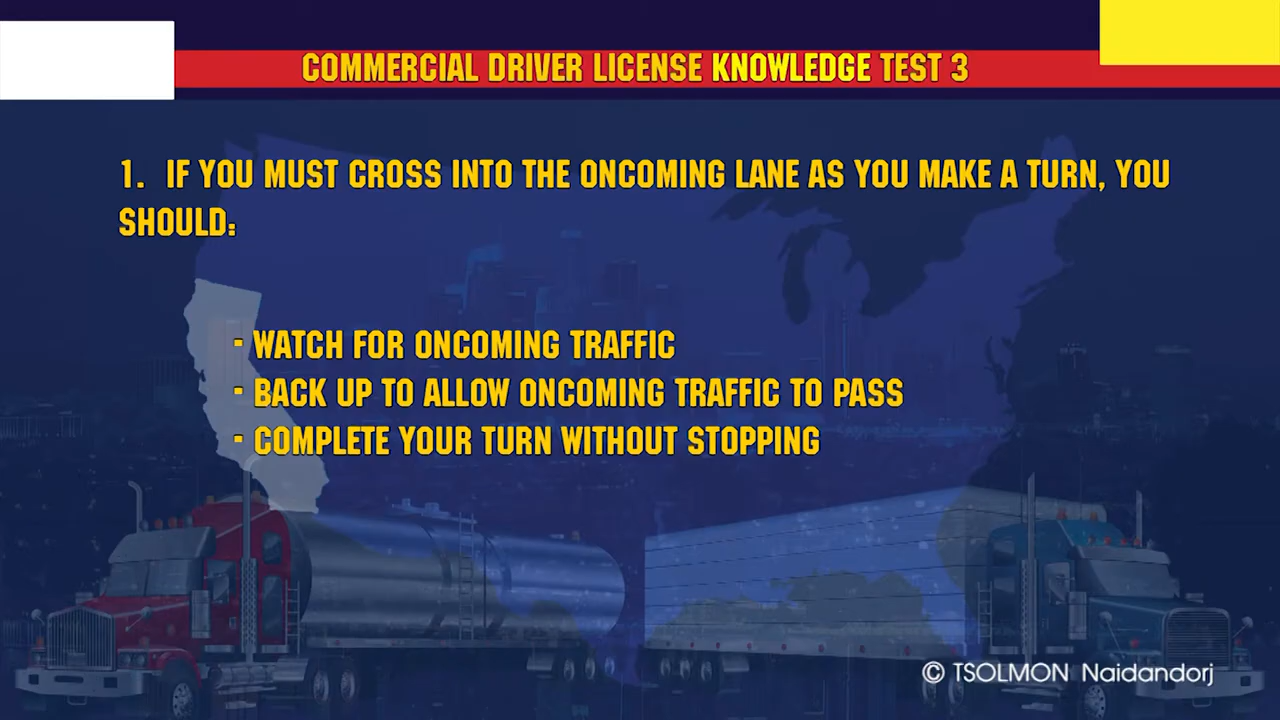 COMMERCIAL DRIVER LICENSE KNOWLEDGE TEST 3
1. IF YOU MUST CROSS INTO THE ONCOMING LANE AS YOU MAKE A TURN, YOU
SHOULD:
- WATCH FOR ONCOMING TRAFFIC
- BACK UP TO ALLOW ONCOMING TRAFFIC TO PASS
- COMPLETE YOUR TURN WITHOUT STOPPING
© TSOLMON Naidandorj